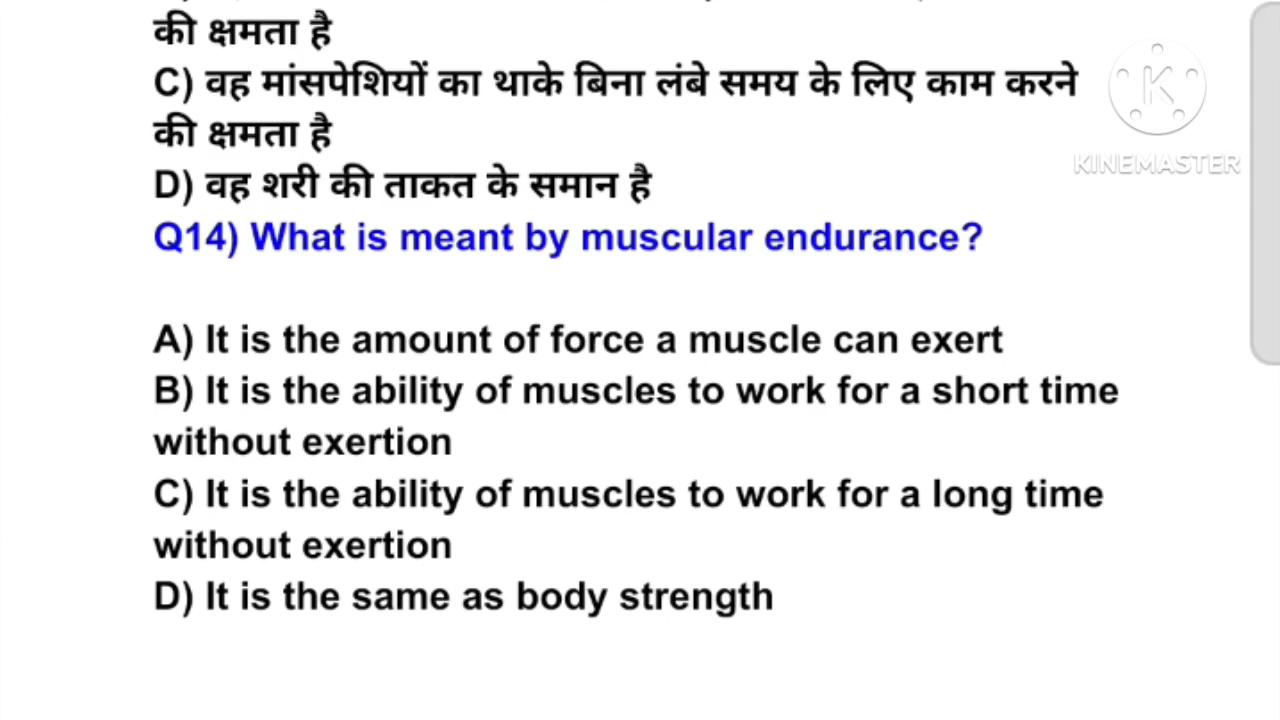 की क्षमता है
C) वह मांसपेशियों का थाके बिना लंबे समय के लिए काम करने
की क्षमता है
D) वह शरी की ताकत के समान है
Q14) What is meant by muscular endurance?
A) It is the amount of force a muscle can exert
B) It is the ability of muscles to work for a short time
without exertion
C) It is the ability of muscles to work for a long time
without exertion
D) It is the same as body strength
K
KINEMASTER